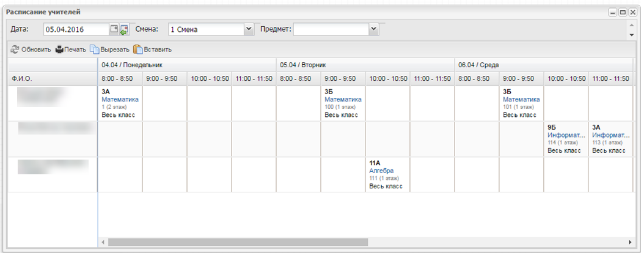 Расписание учителей
Дата: 05.04.2016 Смена: 1 Смена Предмет:
Обновить Печать Вырезать Вставить
04.04 / Понедельник 05.04 / Вторник 06.04 / Среда
Ф.И.О. 8:00 - 8:50 9:00 - 9:50 10:00 - 10:50 11:00 - 11:50 8:00 - 8:50 9:00 - 9:50 10:00 - 10:50 11:00 - 11:50 8:00 - 8:50 9:00 - 9:50 10:00 - 10:50 11:00 - 11:50
3А 3Б 3Б
Математика Математика Математика
1 (2 этаж) 100 (1 этаж) 101 (1 этаж)
Весь класс Весь класс Весь класс
9Б 3А
Информат... Информат...
114 (1 этаж) 113 (1 этаж)
Весь класс Весь класс
11А
Алгебра
111 (1 этаж)
Весь класс